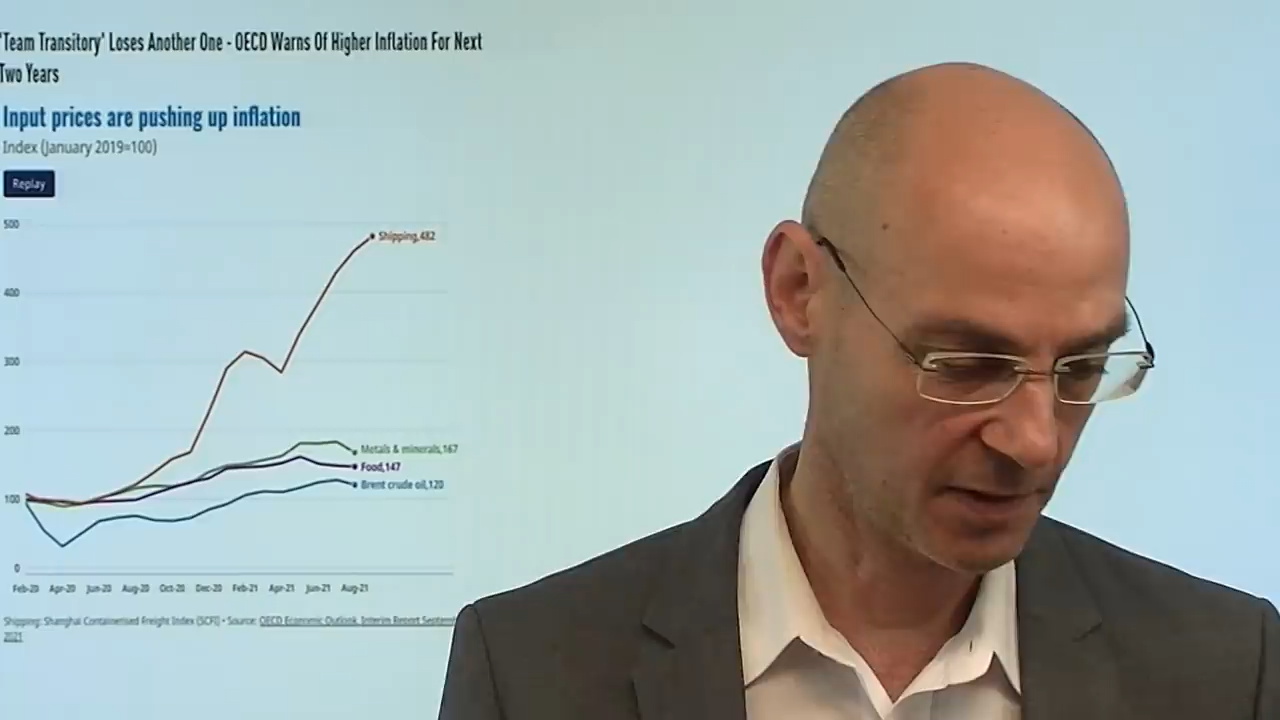 'Team Transitory' Loses Another One - OECD Warns Of Higher Inflation For Next
Two Years
Input prices are pushing up inflation
Index (January 2019=100)
Replay
500
Shipping,482
400
300
200
Metals & minerals,167
Food,147
Brent crude oil,120
100
0
Feb-20 Apr-20 Jun-20 Aug-20 Oct-20 Dec-20 Feb-21 Apr-21 Jun-21 Aug-21
Shipping: Shanghai Containerised Freight Index (SCFI) • Source: OECD Economic Outlook, Interim Report Septem
2021